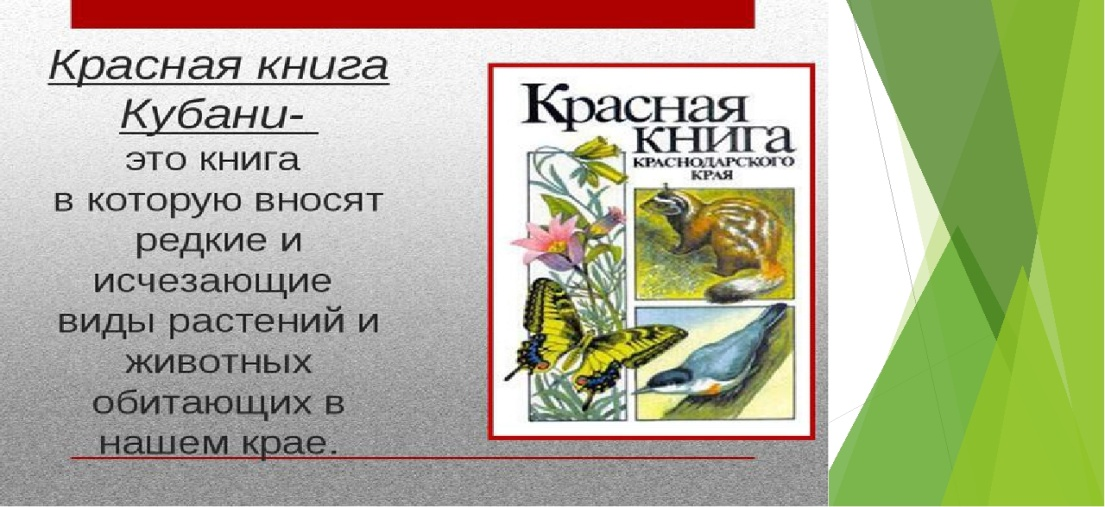 Красная книга
Кубани-
это книга
в которую вносят
редкие и
исчезающие
виды растений и
животных
обитающих в
нашем крае.
Красная
книга
КРАСНОДАРСКОГО
КРАЯ